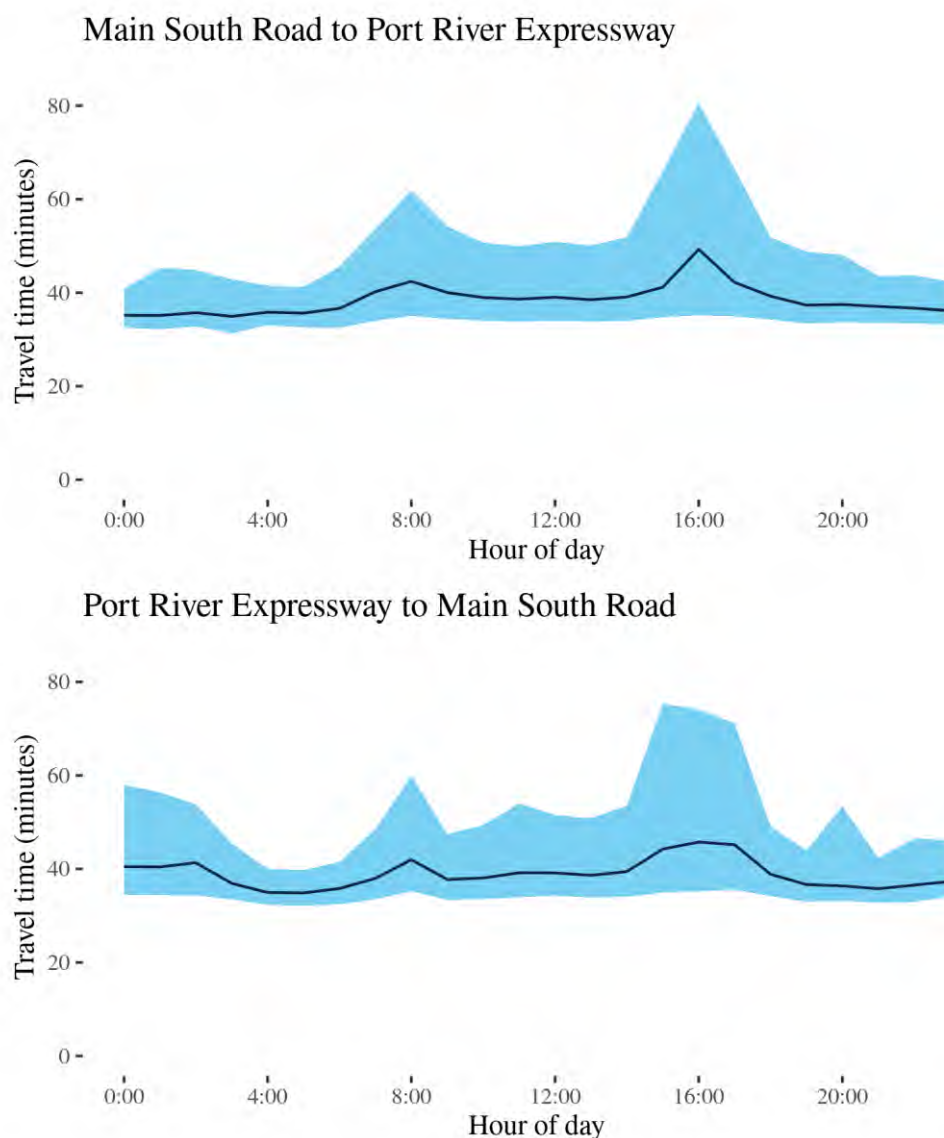 Main South Road to Port River Expressway
80
60
40
20
0
Travel time (minutes)
0:00 4:00 8:00 12:00 16:00 20:00
Hour of day
Port River Expressway to Main South Road
80
60
40
20
0
Travel time (minutes)
0:00 4:00 8:00 12:00 16:00 20:00
Hour of day